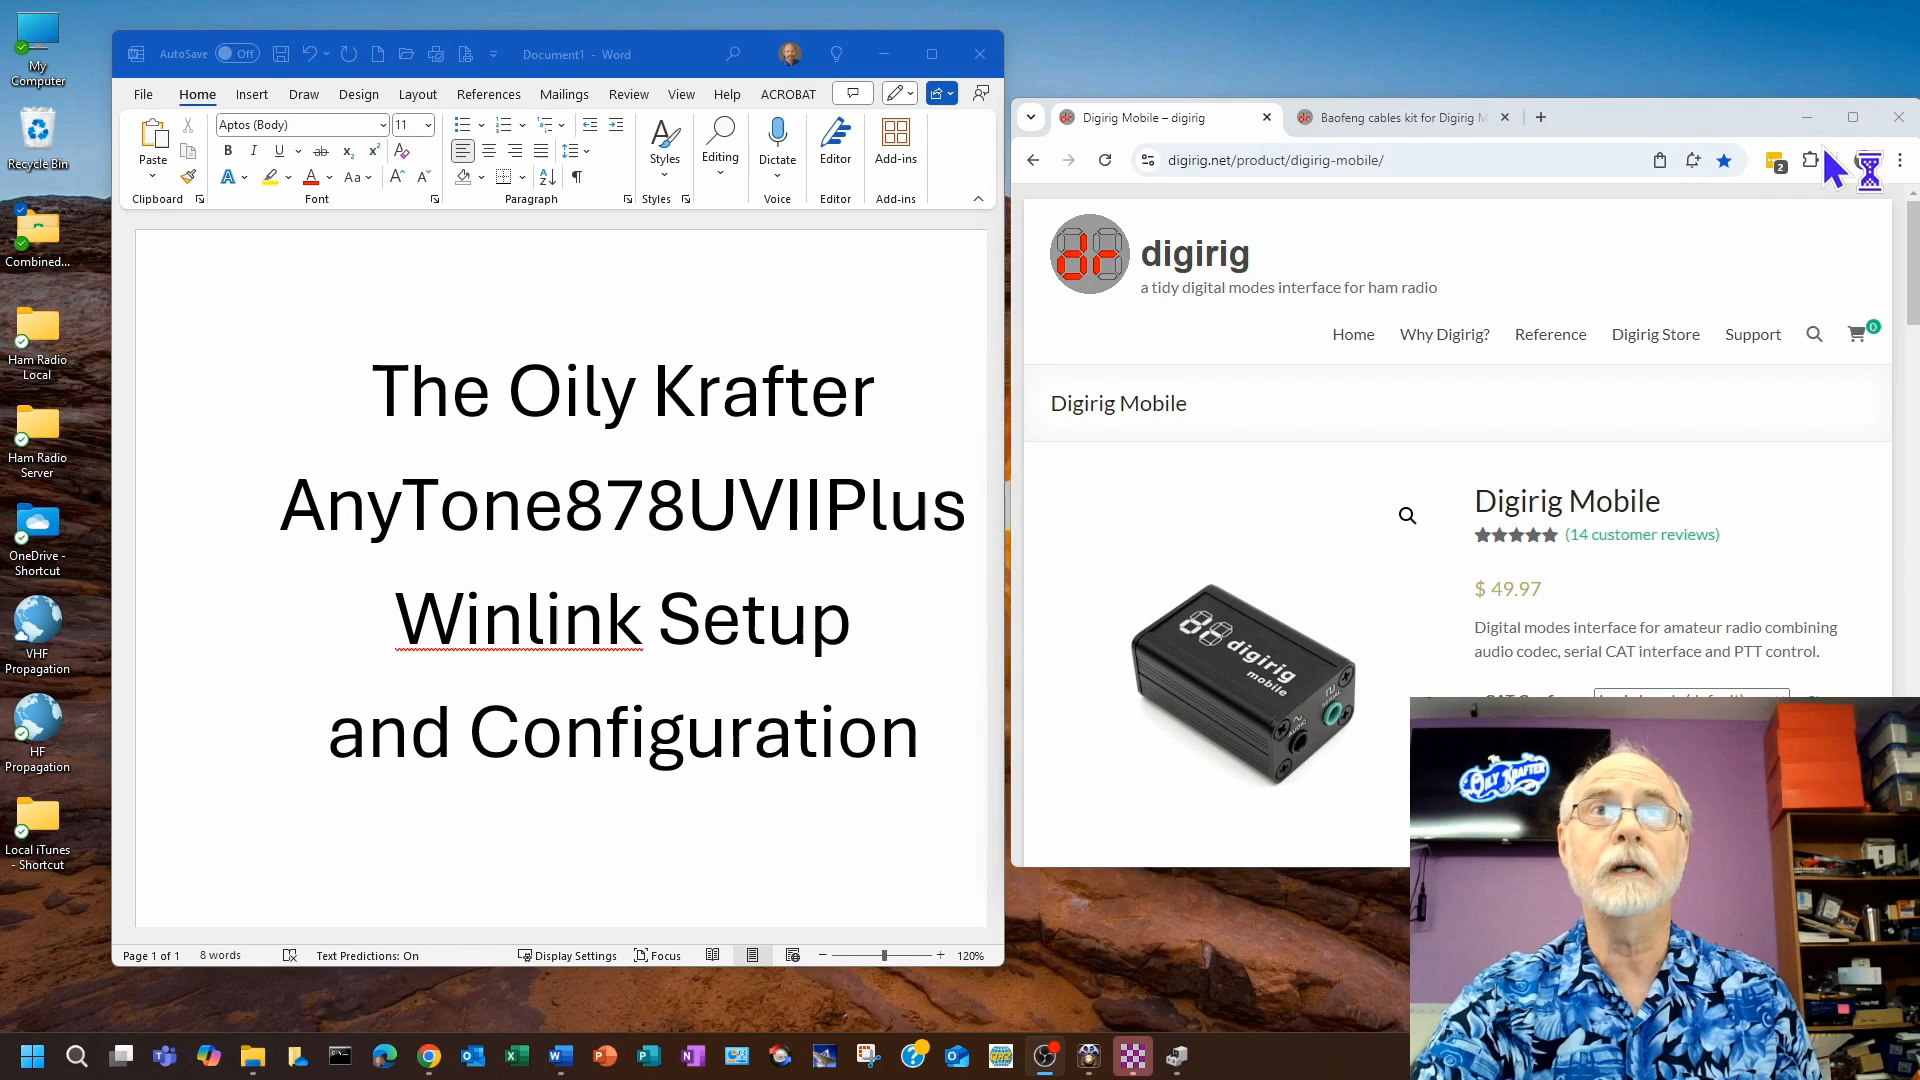 My
Computer
Recycle Bin
Combined...
Ham Radio
Local
Ham Radio
Server
OneDrive -
Shortcut
VHF
Propagation
HF
Propagation
Local iTunes
- Shortcut
AutoSave Off
Document1 - Word
File Home Insert Draw Design Layout References Mailings Review View Help ACROBAT
Aptos (Body) 11
Paste
Styles Editing Dictate Editor Add-ins
Clipboard Font Paragraph Styles Voice Editor Add-ins
The Oily Krafter
AnyTone878UVIIPlus
Winlink Setup
and Configuration
Page 1 of 1 8 words Text Predictions: On Display Settings Focus 120%
Digirig Mobile – digirig
Baofeng cables kit for Digirig M
digirig.net/product/digirig-mobile/
2
digirig
a tidy digital modes interface for ham radio
Home Why Digirig? Reference Digirig Store Support 0
Digirig Mobile
Digirig Mobile
(14 customer reviews)
$ 49.97
Digital modes interface for amateur radio combining
audio codec, serial CAT interface and PTT control.
digirig
mobile
SERIAL
AUDIO
OILY KRAFTER